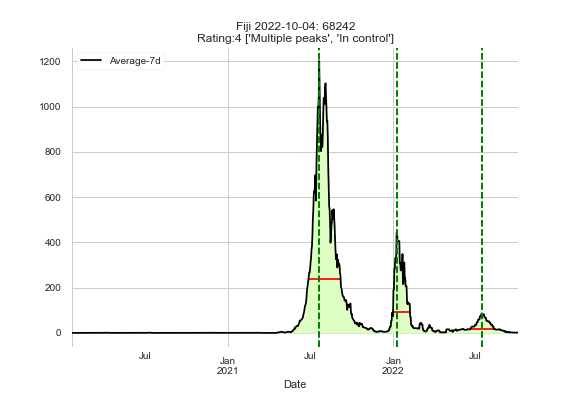 Fiji 2022-10-04: 68242
Rating:4 ['Multiple peaks', 'In control']
Average-7d
1200
1000
800
600
400
200
0
Jul
Jan
2021
Jul
Jan
2022
Jul
Date